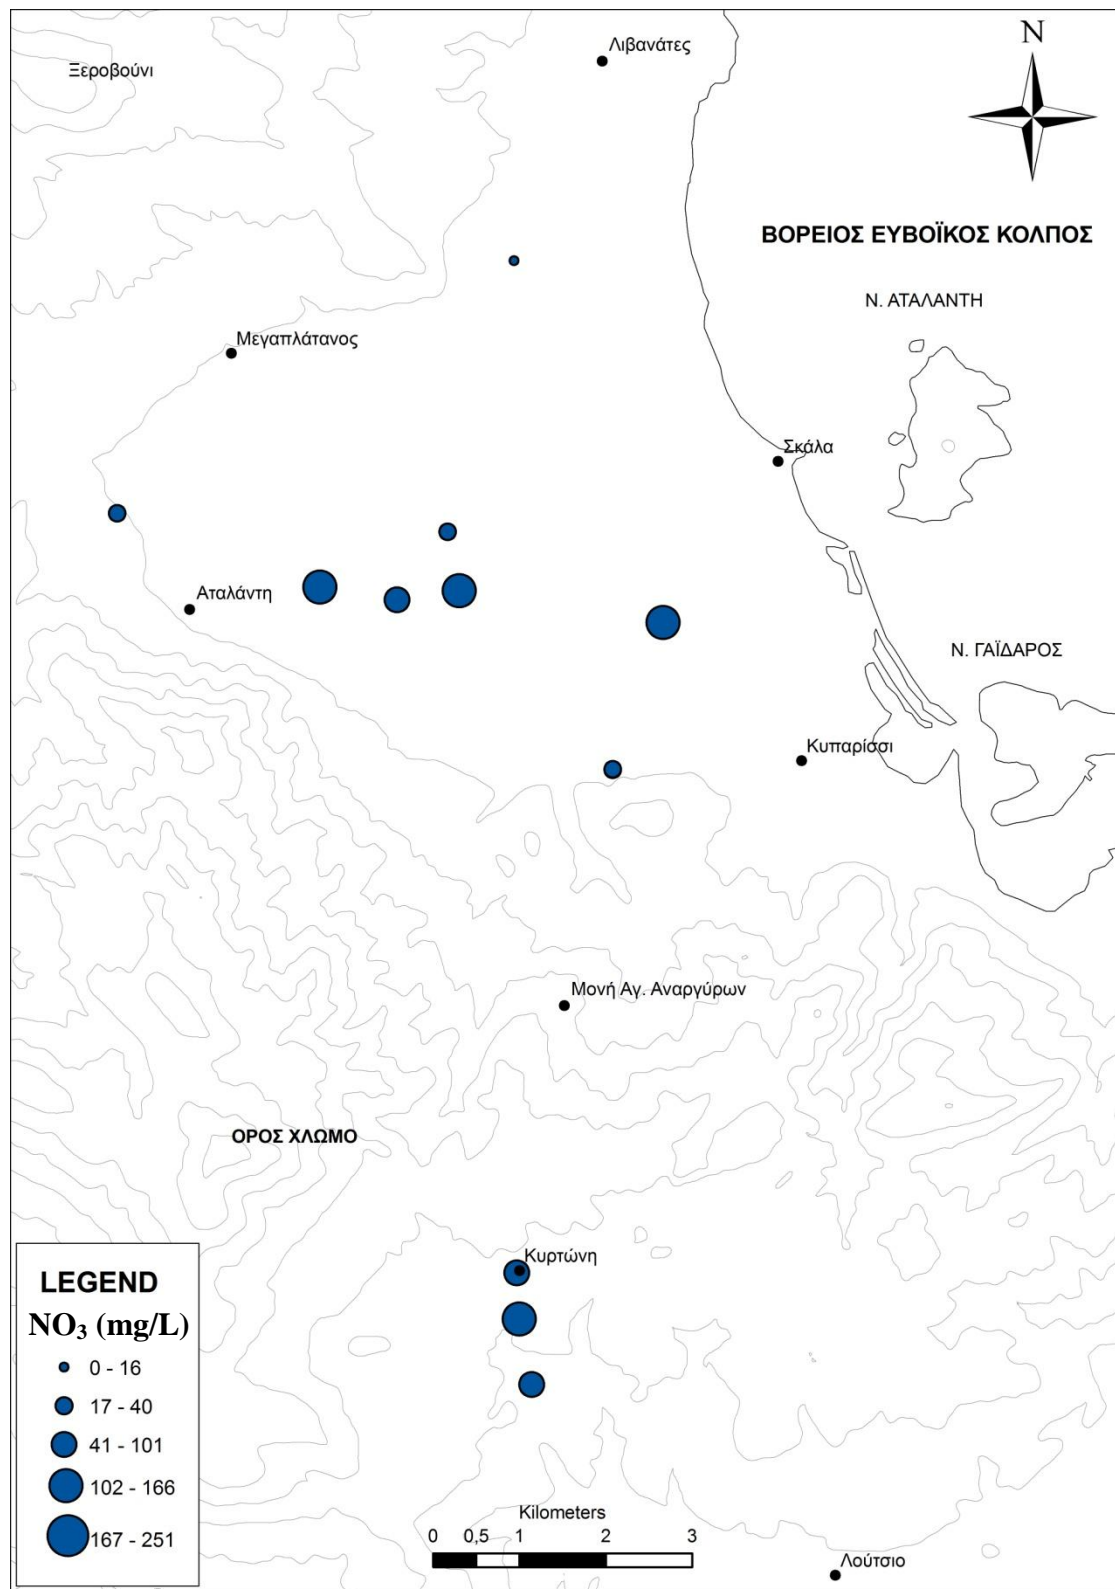 Λιβανάτες
N
Ξεροβούνι
ΒΟΡΕΙΟΣ ΕΥΒΟΪΚΟΣ ΚΟΛΠΟΣ
Ν. ΑΤΑΛΑΝΤΗ
Μεγαπλάτανος
Σκάλα
Αταλάντη
Ν. ΓΑΪΔΑΡΟΣ
Κυπαρίσσι
Μονή Αγ. Αναργύρων
ΟΡΟΣ ΧΛΩΜΟ
Κυρτώνη
LEGEND
NO₃ (mg/L)
0 - 16
17 - 40
41 - 101
102 - 166
167 - 251
Kilometers
0 0,5 1 2 3
Λούτσιο